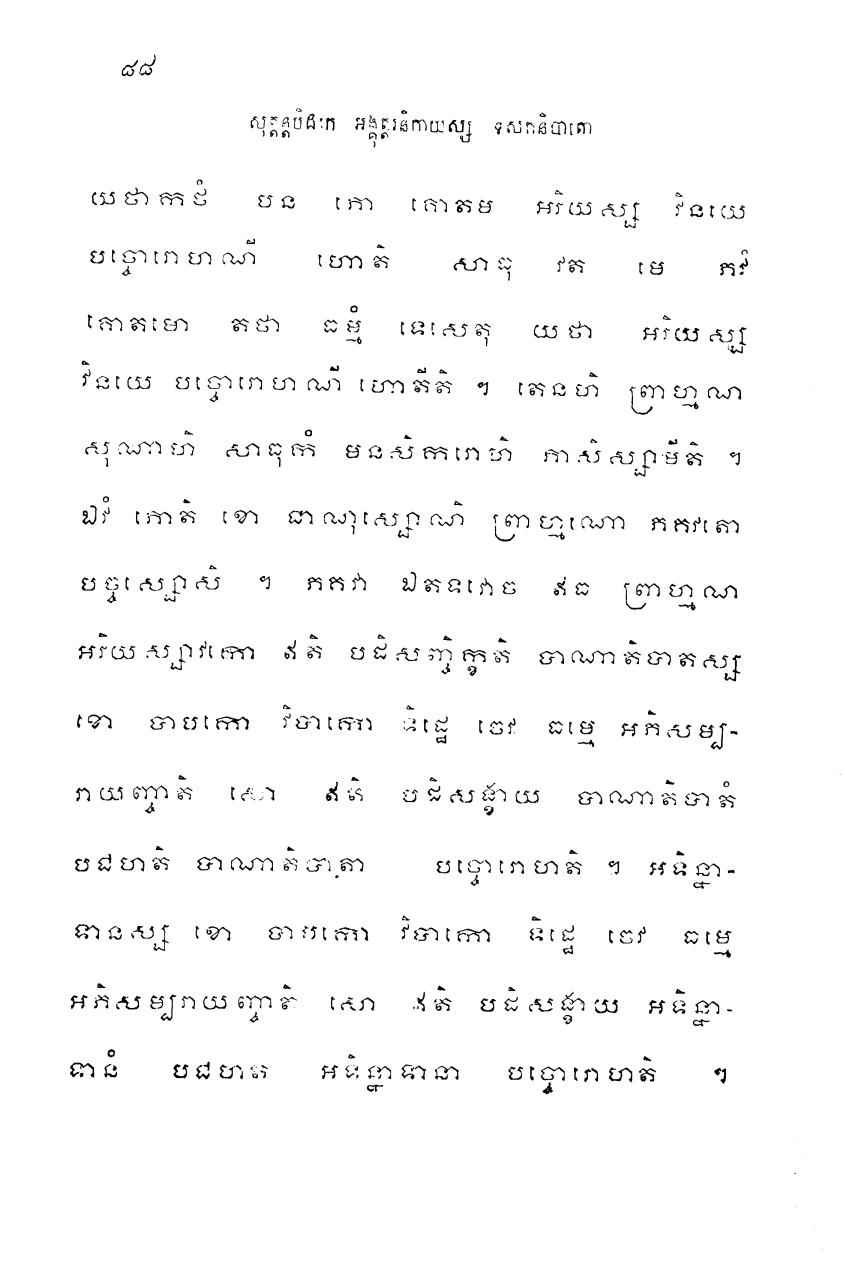 ៨៨
សុត្តន្តបិដកេ អង្គុត្តរនិកាយស្ស ទសកនិបាតោ
យថាកថំ បន ភោ គោតម អរិយស្ស វិនយេ
បច្ចោរោហណី ហោតិ សាធុ វត មេ ភវំ
គោតមោ តថា ធម្មំ ទេសេតុ យថា អរិយស្ស
វិនយេ បច្ចោរោហណី ហោតីតិ ។ តេនហិ ព្រាហ្មណ
សុណាហិ សាធុកំ មនសិករោហិ ភាសិស្សាមីតិ ។
ឯវំ ភោតិ ខោ ជាណុស្សោណិ ព្រាហ្មណោ ភគវតោ
បច្ចស្សោសិ ។ ភគវា ឯតទវោច ឥធ ព្រាហ្មណ
អរិយស្សាវកោ ឥតិ បដិសញ្ចិក្ខតិ បាណាតិបាតស្ស
ខោ បាបកោ វិបាកោ ទិដ្ឋេ ចេវ ធម្មេ អភិសម្ប-
រាយញ្ចាតិ សោ ឥតិ បដិសង្ខាយ បាណាតិបាតំ
បជហតិ បាណាតិបាតា បច្ចោរោហតិ ។ អទិន្នា-
ទានស្ស ខោ បាបកោ វិបាកោ ទិដ្ឋេ ចេវ ធម្មេ
អភិសម្បរាយញ្ចាតិ សោ ឥតិ បដិសង្ខាយ អទិន្នា-
ទានំ បជហតិ អទិន្នាទានា បច្ចោរោហតិ ។